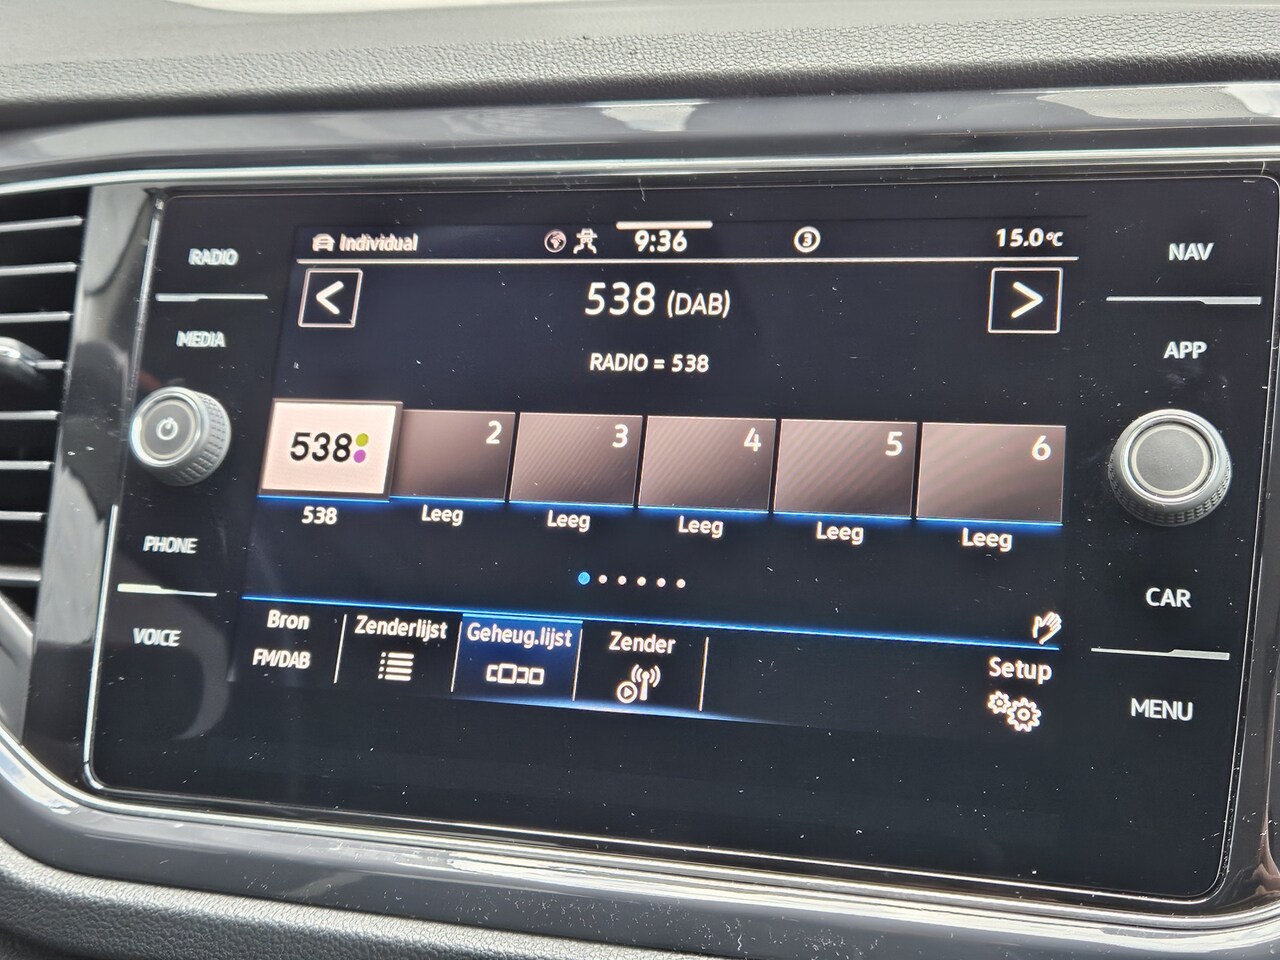 RADIO
MEDIA
PHONE
VOICE
Individual
9:36
3
15.0°C
<
538 (DAB)
>
RADIO = 538
538
2
3
4
5
6
538
Leeg
Leeg
Leeg
Leeg
Leeg
Bron
FM/DAB
Zenderlijst
Geheug.lijst
Zender
Setup
NAV
APP
CAR
MENU